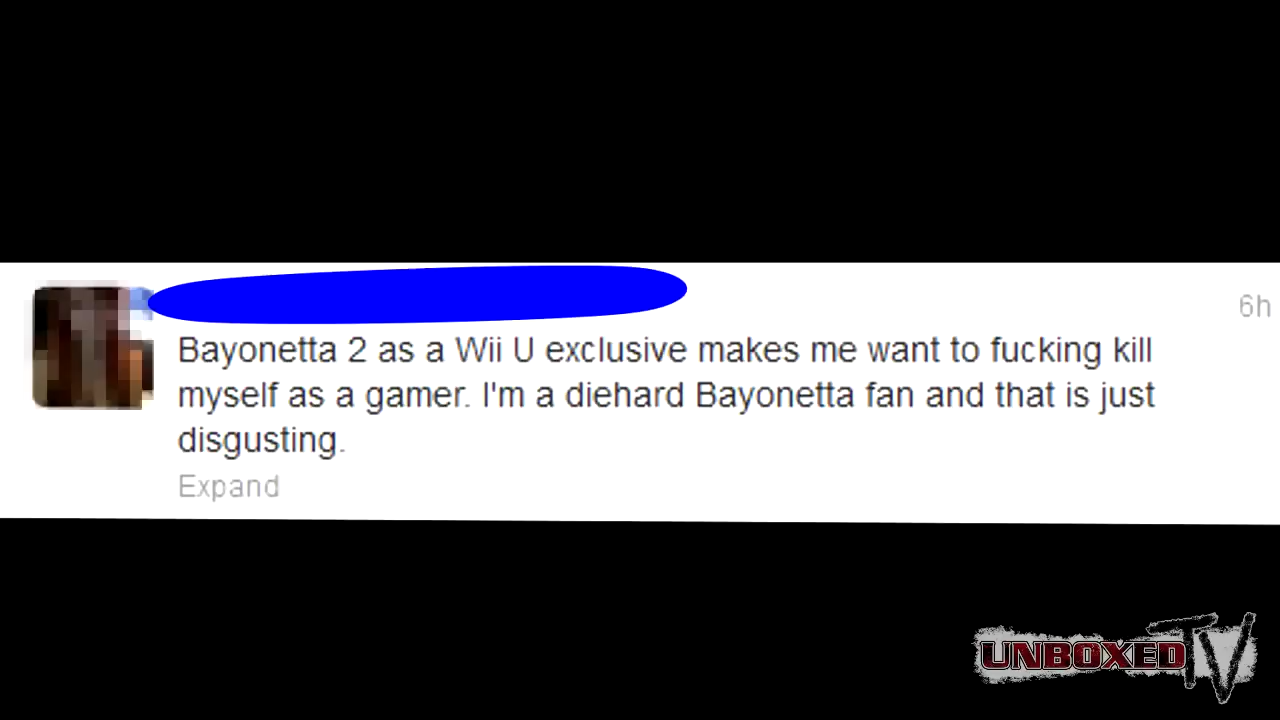 6h
Bayonetta 2 as a Wii U exclusive makes me want to fucking kill
myself as a gamer. I'm a diehard Bayonetta fan and that is just
disgusting.
Expand
UNBOXED TV